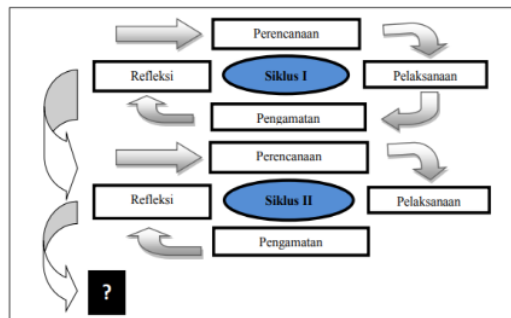 Perencanaan
Refleksi
Siklus I
Pelaksanaan
Pengamatan
Perencanaan
Refleksi
Siklus II
Pelaksanaan
Pengamatan
?